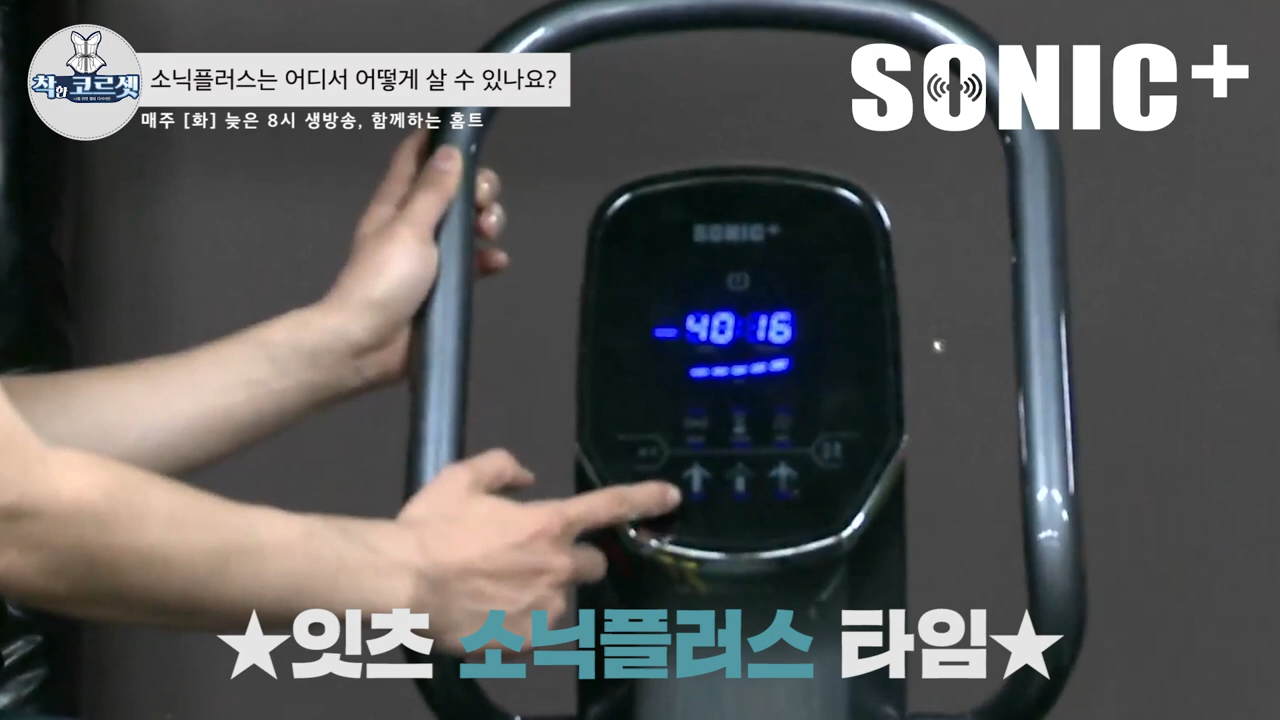 착한 코르셋
소닉플러스는 어디서 어떻게 살 수 있나요?
매주 [화] 늦은 8시 생방송, 함께하는 홈트
SONIC+
SONIC+
-40:16
★잇츠 소닉플러스 타임★